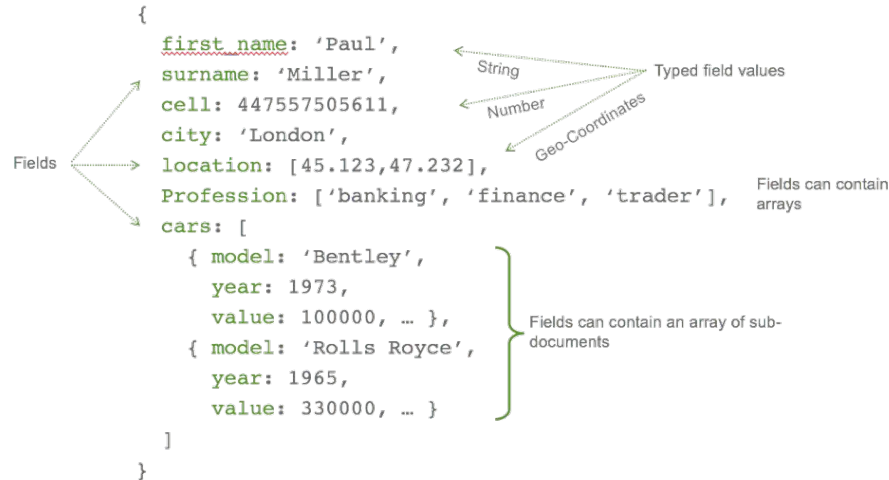 {
first_name: ‘Paul’,
surname: ‘Miller’,
cell: 447557505611,
city: ‘London’,
location: [45.123,47.232],
Profession: [‘banking’, ‘finance’, ‘trader’],
cars: [
{ model: ‘Bentley’,
year: 1973,
value: 100000, … },
{ model: ‘Rolls Royce’,
year: 1965,
value: 330000, … }
]
}
Fields
String
Number
Geo-Coordinates
Typed field values
Fields can contain
arrays
Fields can contain an array of sub-
documents